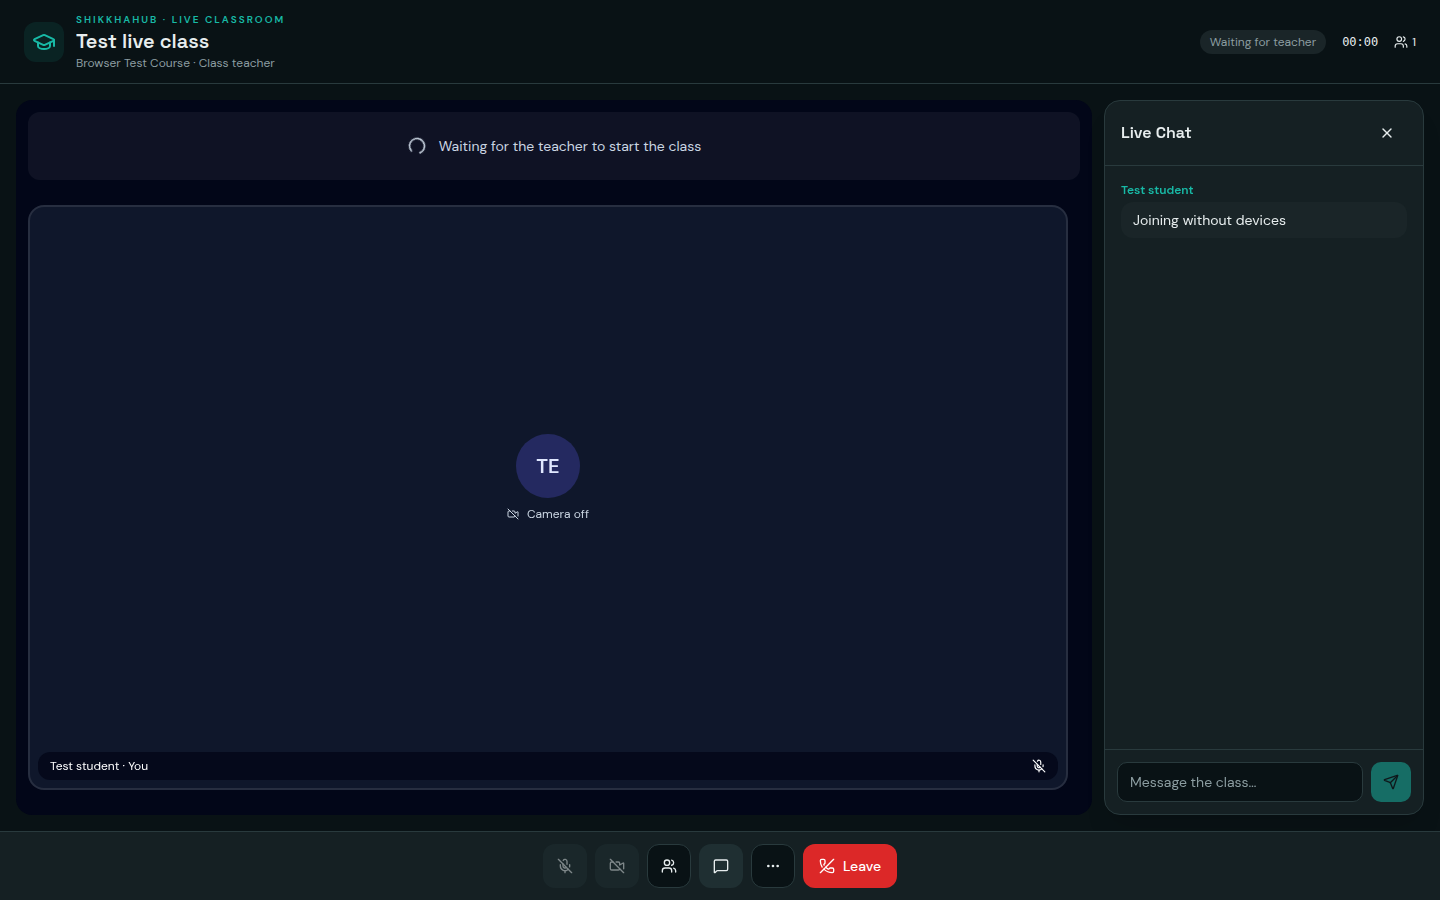 SHIKKHAHUB · LIVE CLASSROOM
Test live class
Browser Test Course · Class teacher
Waiting for teacher
00:00
1
Waiting for the teacher to start the class
TE
Camera off
Test student · You
Live Chat
Test student
Joining without devices
Message the class…
Leave